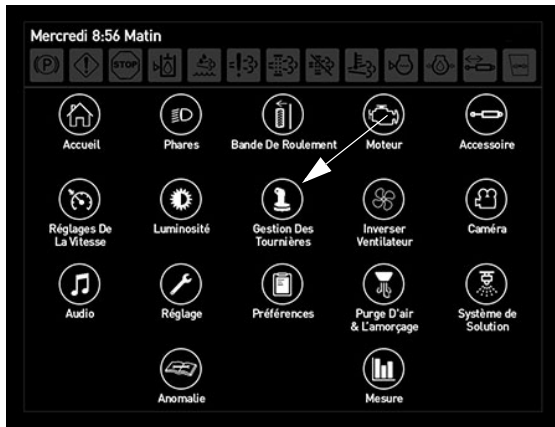 Mercredi 8:56 Matin
(P) STOP
Accueil Phares Bande De Roulement Moteur Accessoire
Réglages De La Vitesse Luminosité Gestion Des Tournières Inverser Ventilateur Caméra
Audio Réglage Préférences Purge D'air & L'amorçage Système de Solution
Anomalie Mesure